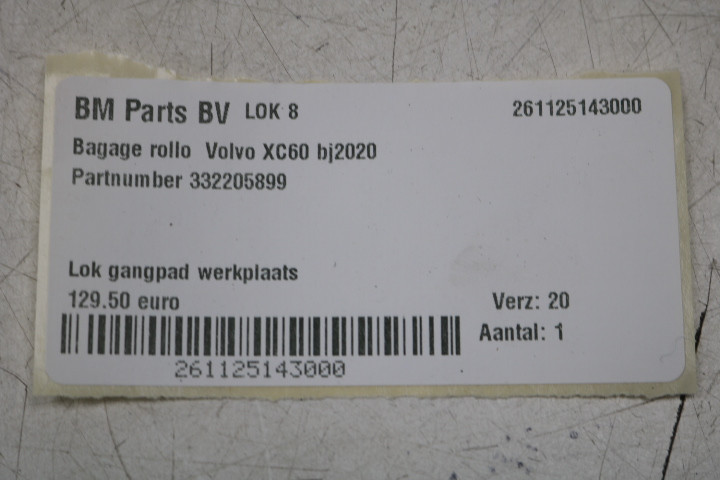 BM Parts BV LOK 8 261125143000
Bagage rollo Volvo XC60 bj2020
Partnumber 332205899
Lok gangpad werkplaats
129.50 euro Verz: 20
Aantal: 1
261125143000